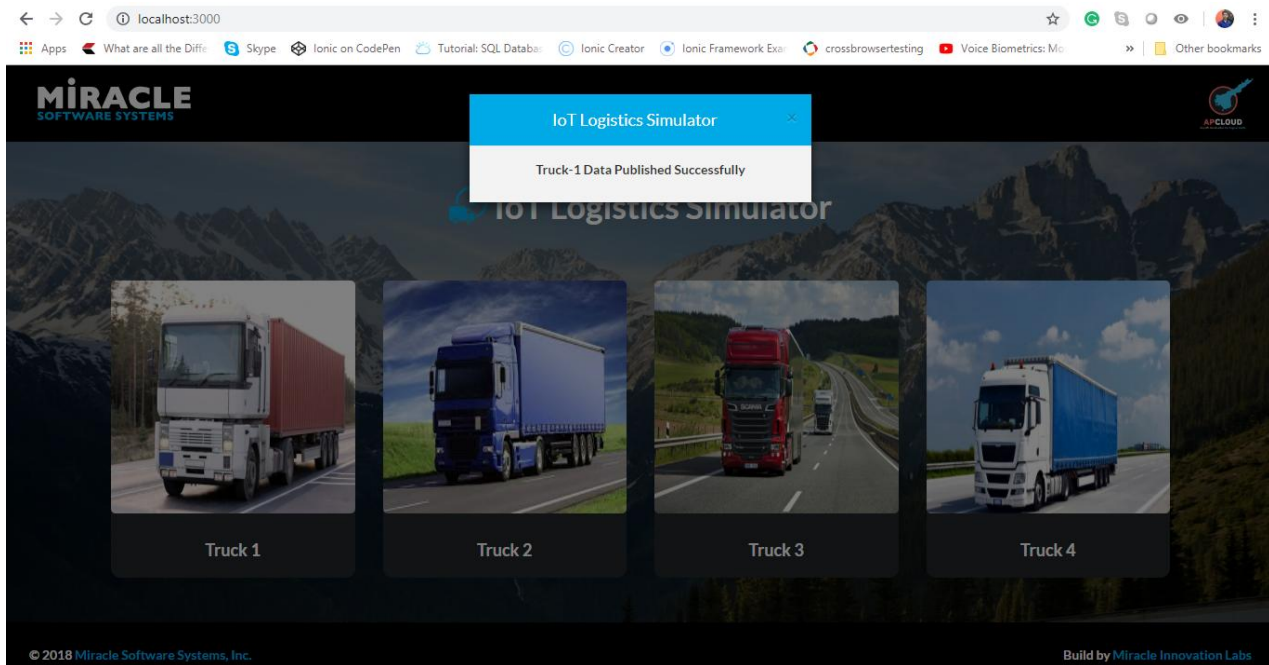 localhost:3000
Apps
What are all the Diffe
Skype
Ionic on CodePen
Tutorial: SQL Databas
Ionic Creator
Ionic Framework Exar
crossbrowsertesting
Voice Biometrics: Mo
»
Other bookmarks
MiRACLE
SOFTWARE SYSTEMS
APCLOUD
IoT Logistics Simulator ×
Truck-1 Data Published Successfully
IoT Logistics Simulator
SCANIA
Truck 1
Truck 2
Truck 3
Truck 4
© 2018 Miracle Software Systems, Inc.
Build by Miracle Innovation Labs